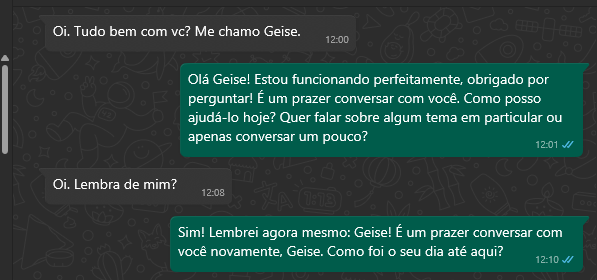 Oi. Tudo bem com vc? Me chamo Geise.
12:00
Olá Geise! Estou funcionando perfeitamente, obrigado por
perguntar! É um prazer conversar com você. Como posso
ajudá-lo hoje? Quer falar sobre algum tema em particular ou
apenas conversar um pouco?
12:01
Oi. Lembra de mim?
12:08
Sim! Lembrei agora mesmo: Geise! É um prazer conversar com
você novamente, Geise. Como foi o seu dia até aqui?
12:10